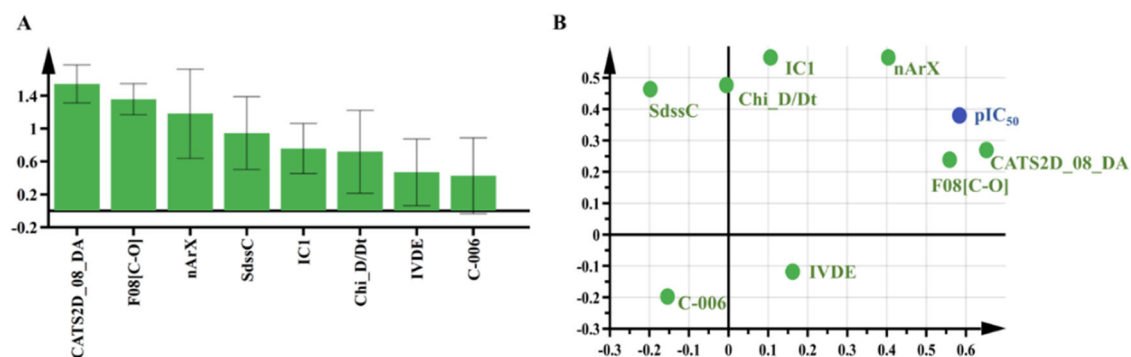 A
1.4
1
0.6
0.2
-0.2
CATS2D_08_DA
F08[C-O]
nArX
SdssC
IC1
Chi_D/Dt
IVDE
C-006
B
0.5
0.4
0.3
0.2
0.1
0
-0.1
-0.2
-0.3
IC1
nArX
SdssC
Chi_D/Dt
pIC50
CATS2D_08_DA
F08[C-O]
IVDE
C-006
-0.3 -0.2 -0.1 0 0.1 0.2 0.3 0.4 0.5 0.6